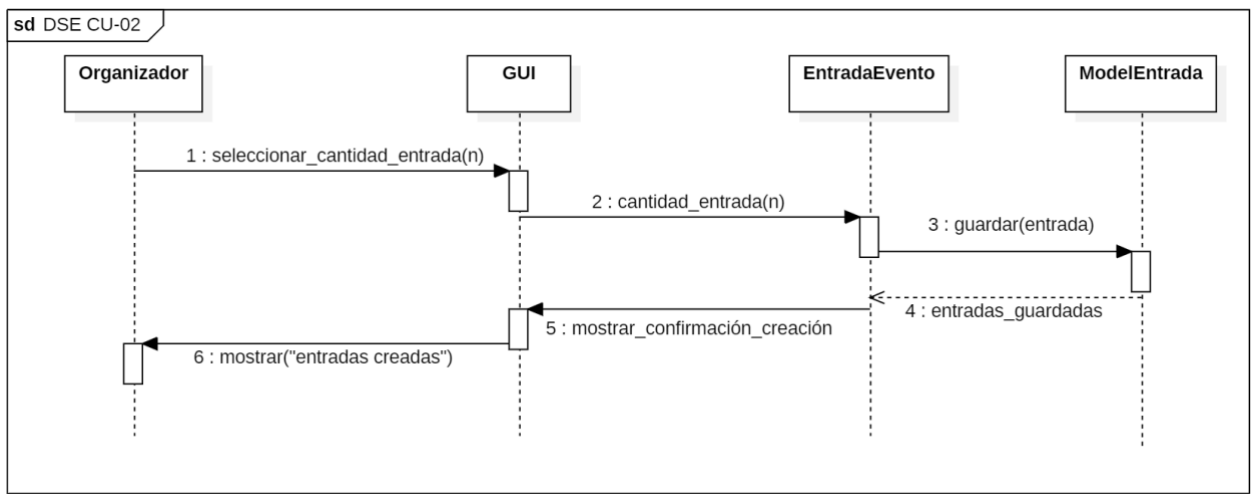 sd DSE CU-02
Organizador
GUI
EntradaEvento
ModelEntrada
1 : seleccionar_cantidad_entrada(n)
2 : cantidad_entrada(n)
3 : guardar(entrada)
4 : entradas_guardadas
5 : mostrar_confirmación_creación
6 : mostrar("entradas creadas")